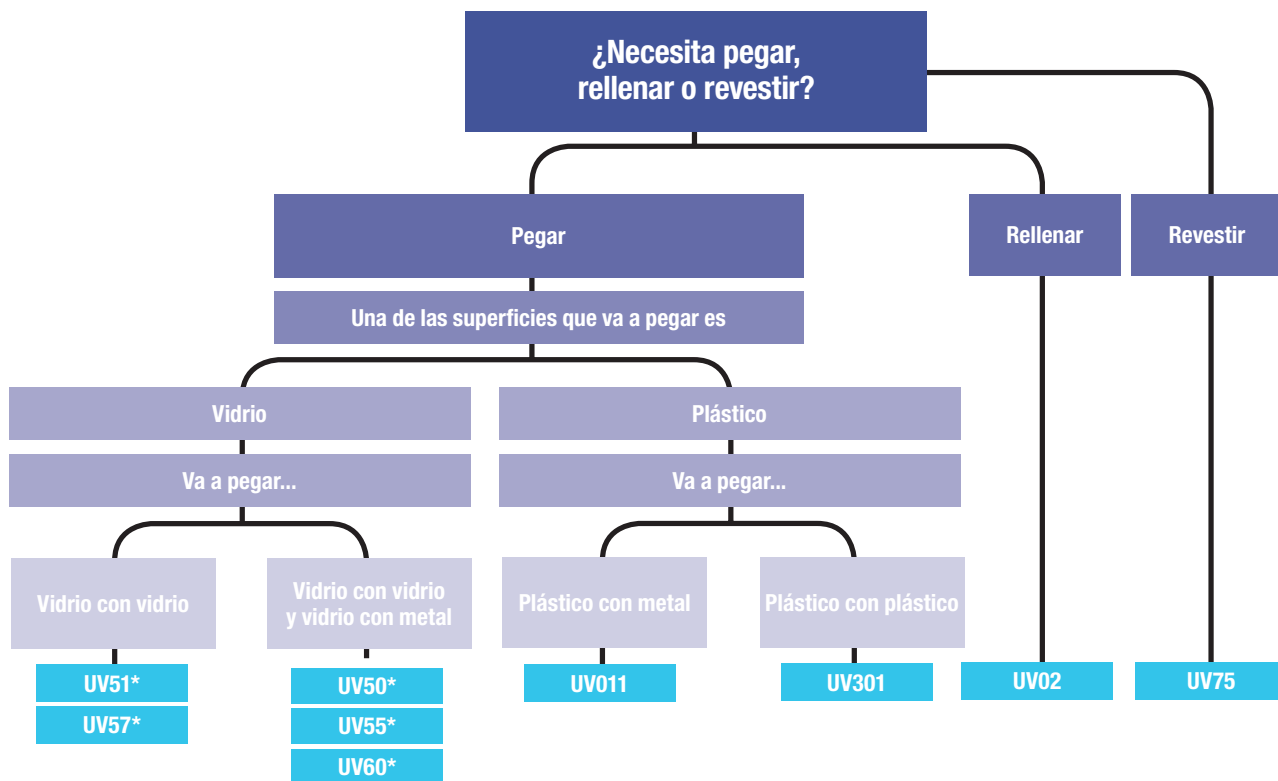 ¿Necesita pegar,
rellenar o revestir?
Pegar
Rellenar
Revestir
Una de las superficies que va a pegar es
Vidrio
Plástico
Va a pegar...
Va a pegar...
Vidrio con vidrio
Vidrio con vidrio
y vidrio con metal
Plástico con metal
Plástico con plástico
UV51*
UV57*
UV50*
UV55*
UV60*
UV011
UV301
UV02
UV75